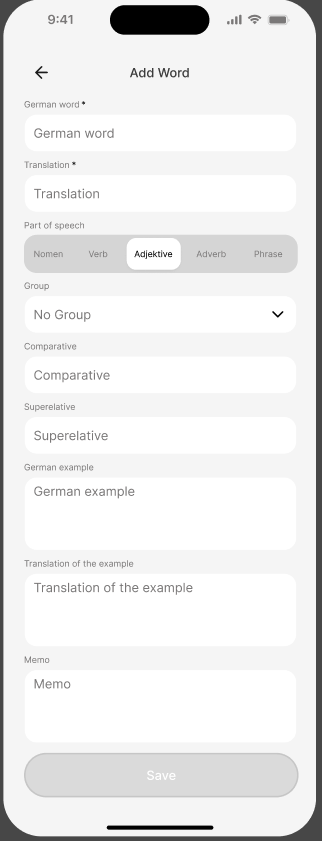 9:41
Add Word
German word *
German word
Translation *
Translation
Part of speech
Nomen Verb Adjektive Adverb Phrase
Group
No Group
Comparative
Comparative
Superelative
Superelative
German example
German example
Translation of the example
Translation of the example
Memo
Memo
Save